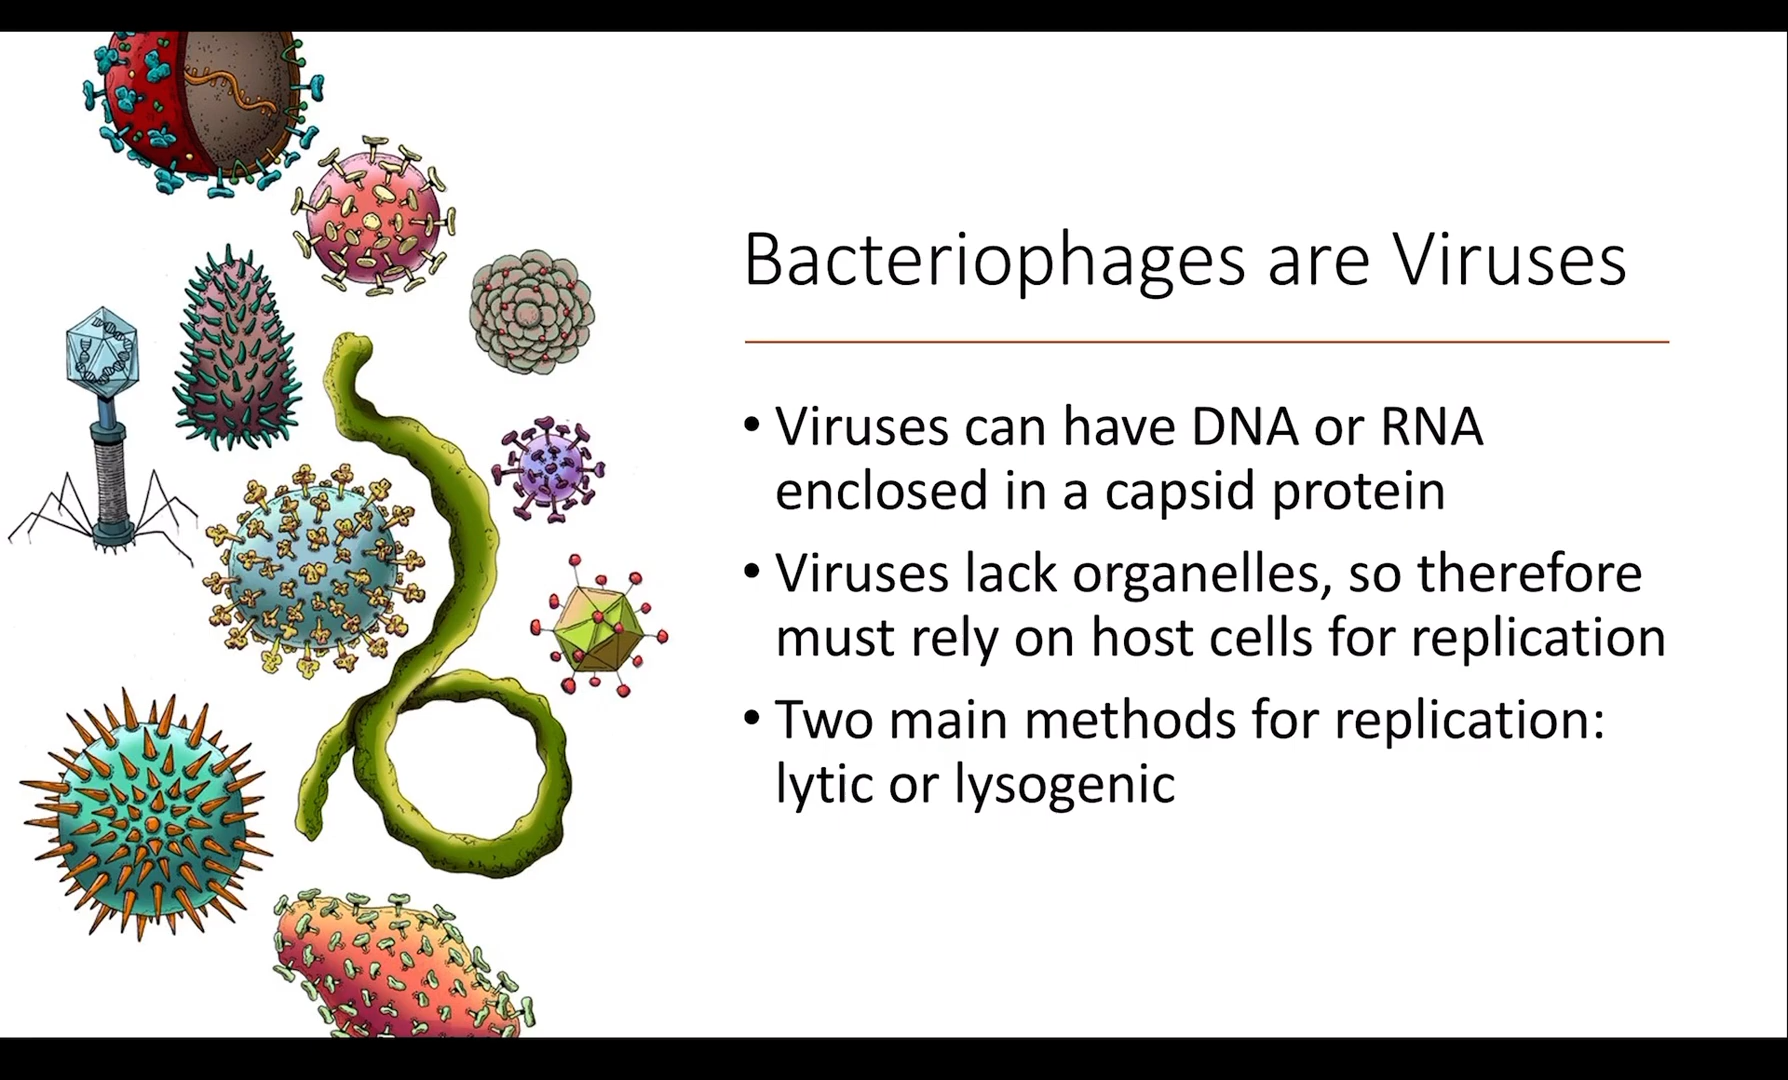 Bacteriophages are Viruses
• Viruses can have DNA or RNA
enclosed in a capsid protein
• Viruses lack organelles, so therefore
must rely on host cells for replication
• Two main methods for replication:
lytic or lysogenic